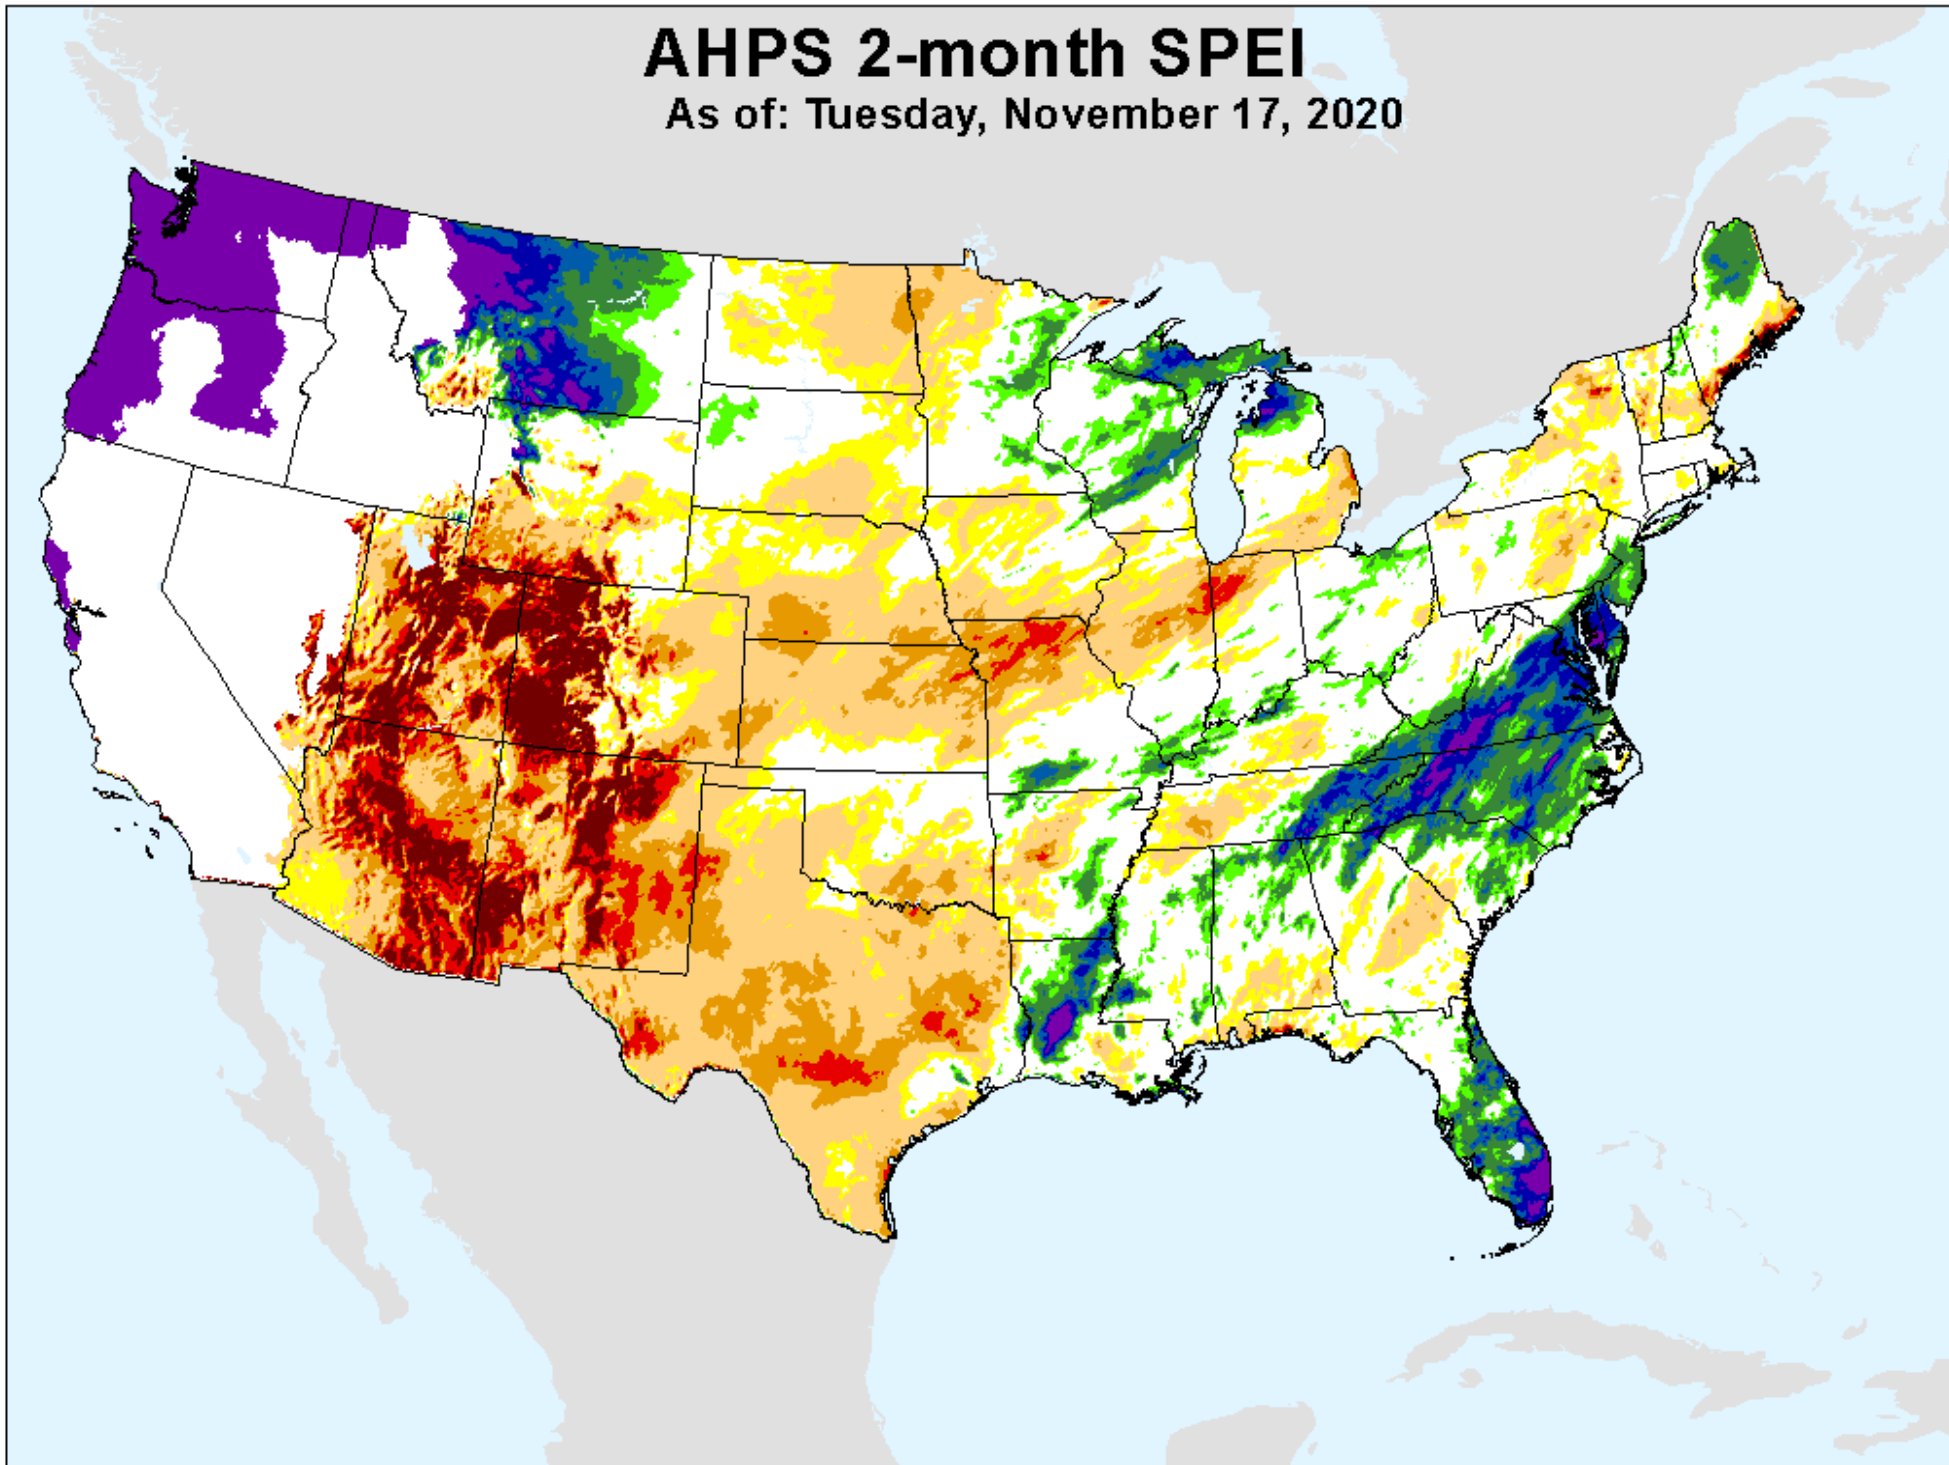 AHPS 2-month SPEI
As of: Tuesday, November 17, 2020